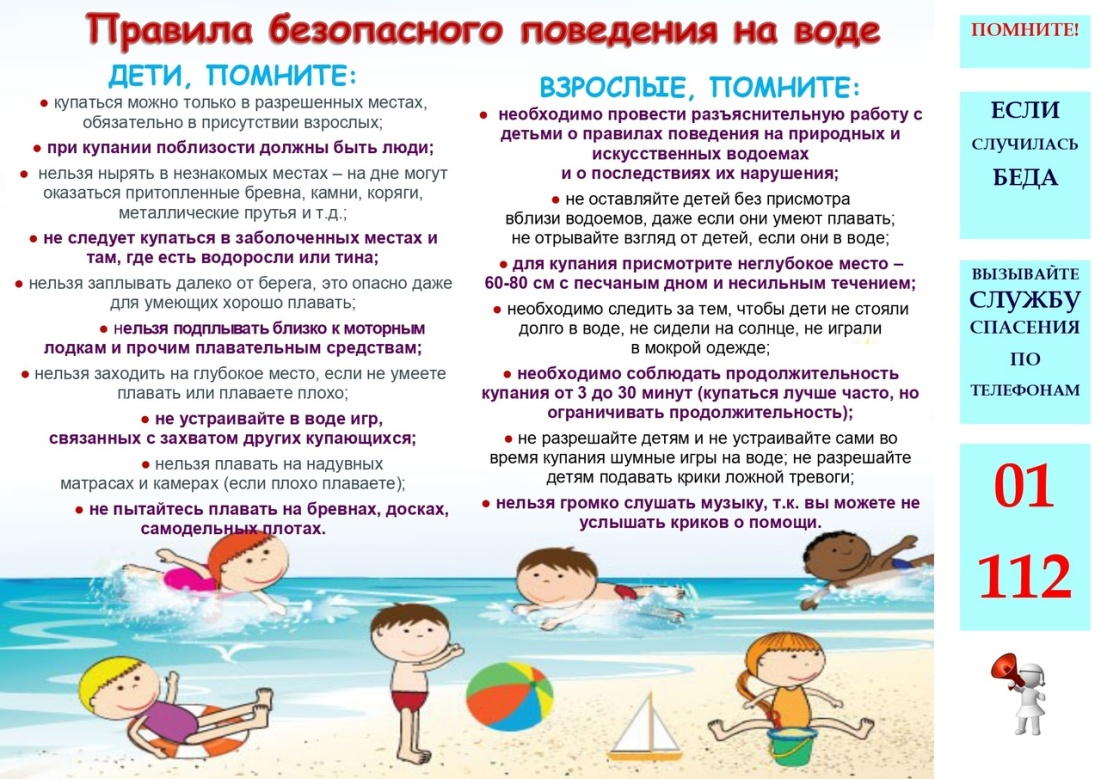 Правила безопасного поведения на воде
ДЕТИ, ПОМНИТЕ:
● купаться можно только в разрешенных местах,
обязательно в присутствии взрослых;
● при купании поблизости должны быть люди;
● нельзя нырять в незнакомых местах – на дне могут
оказаться притопленные бревна, камни, коряги,
металлические прутья и т.д.;
● не следует купаться в заболоченных местах и
там, где есть водоросли или тина;
● нельзя заплывать далеко от берега, это опасно даже
для умеющих хорошо плавать;
● нельзя подплывать близко к моторным
лодкам и прочим плавательным средствам;
● нельзя заходить на глубокое место, если не умеете
плавать или плаваете плохо;
● не устраивайте в воде игр,
связанных с захватом других купающихся;
● нельзя плавать на надувных
матрасах и камерах (если плохо плаваете);
● не пытайтесь плавать на бревнах, досках,
самодельных плотах.
ВЗРОСЛЫЕ, ПОМНИТЕ:
● необходимо провести разъяснительную работу с
детьми о правилах поведения на природных и
искусственных водоемах
и о последствиях их нарушения;
● не оставляйте детей без присмотра
вблизи водоемов, даже если они умеют плавать;
не отрывайте взгляд от детей, если они в воде;
● для купания присмотрите неглубокое место –
60-80 см с песчаным дном и несильным течением;
● необходимо следить за тем, чтобы дети не стояли
долго в воде, не сидели на солнце, не играли
в мокрой одежде;
● необходимо соблюдать продолжительность
купания от 3 до 30 минут (купаться лучше часто, но
ограничивать продолжительность);
● не разрешайте детям и не устраивайте сами во
время купания шумные игры на воде; не разрешайте
детям подавать крики ложной тревоги;
● нельзя громко слушать музыку, т.к. вы можете не
услышать криков о помощи.
ПОМНИТЕ!
ЕСЛИ
СЛУЧИЛАСЬ
БЕДА
ВЫЗЫВАЙТЕ
СЛУЖБУ
СПАСЕНИЯ
ПО
ТЕЛЕФОНАМ
01
112